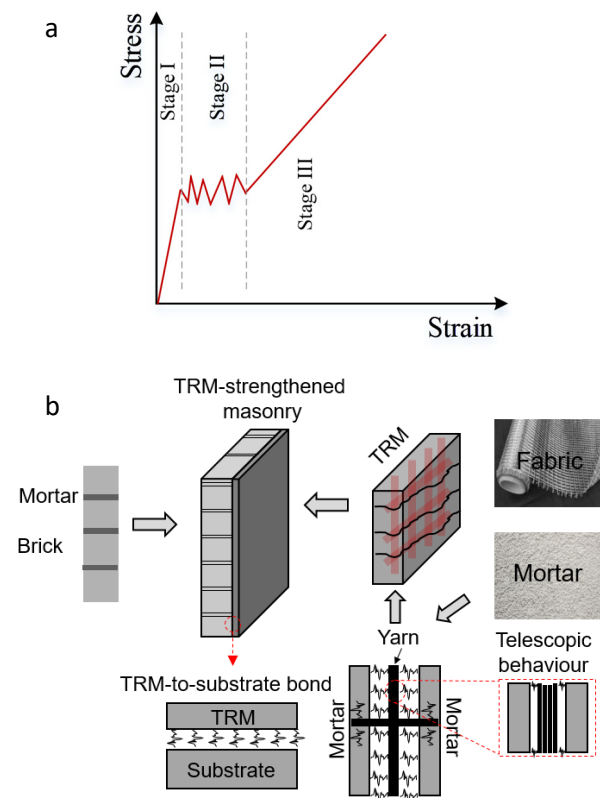 a
Stress
Stage I
Stage II
Stage III
Strain
b
TRM-strengthened
masonry
TRM
Fabric
Mortar
Brick
Mortar
Yarn
Telescopic
behaviour
TRM-to-substrate bond
TRM
Substrate
Mortar
Mortar